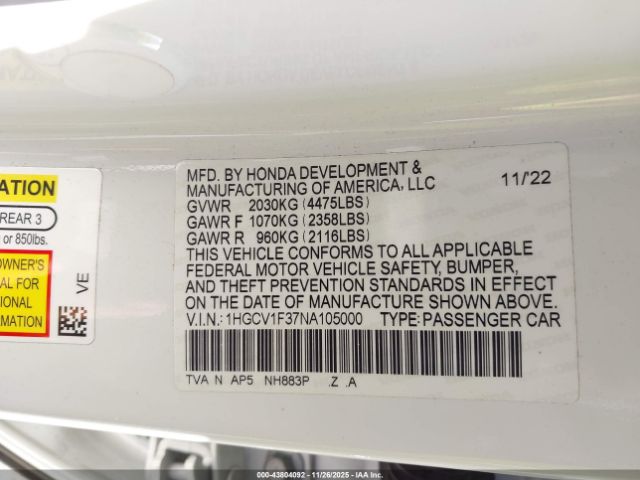 ATION
REAR 3
or 850lbs.
OWNER'S
AL FOR
IONAL
TION
VE
MFD. BY HONDA DEVELOPMENT &
MANUFACTURING OF AMERICA, LLC 11/22
GVWR 2030KG (4475LBS)
GAWR F 1070KG (2358LBS)
GAWR R 960KG (2116LBS)
THIS VEHICLE CONFORMS TO ALL APPLICABLE
FEDERAL MOTOR VEHICLE SAFETY, BUMPER,
AND THEFT PREVENTION STANDARDS IN EFFECT
ON THE DATE OF MANUFACTURE SHOWN ABOVE.
V.I.N.: 1HGCV1F37NA105000 TYPE: PASSENGER CAR
TVA N AP5 NH883P .Z .A
IAA Stock #: 43804092 - 11/26/2025 - IAA Inc.